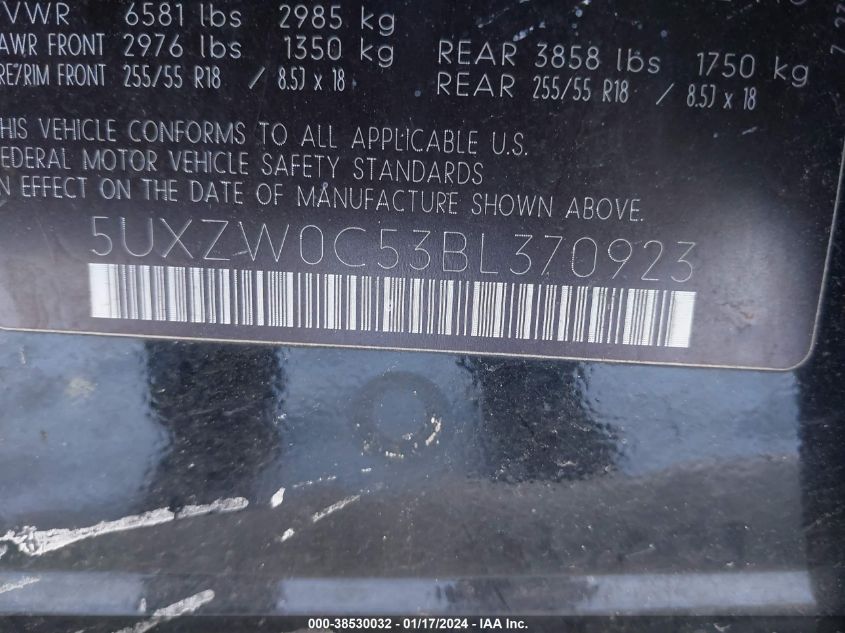 VWR 6581 lbs 2985 kg
AWR FRONT 2976 lbs 1350 kg REAR 3858 lbs 1750 kg
RE/RIM FRONT 255/55 R18 / 8.5J x 18 REAR 255/55 R18 / 8.5J x 18
THIS VEHICLE CONFORMS TO ALL APPLICABLE U.S.
FEDERAL MOTOR VEHICLE SAFETY STANDARDS
IN EFFECT ON THE DATE OF MANUFACTURE SHOWN ABOVE.
5UXZW0C53BL370923
000-38530032 - 01/17/2024 - IAA Inc.